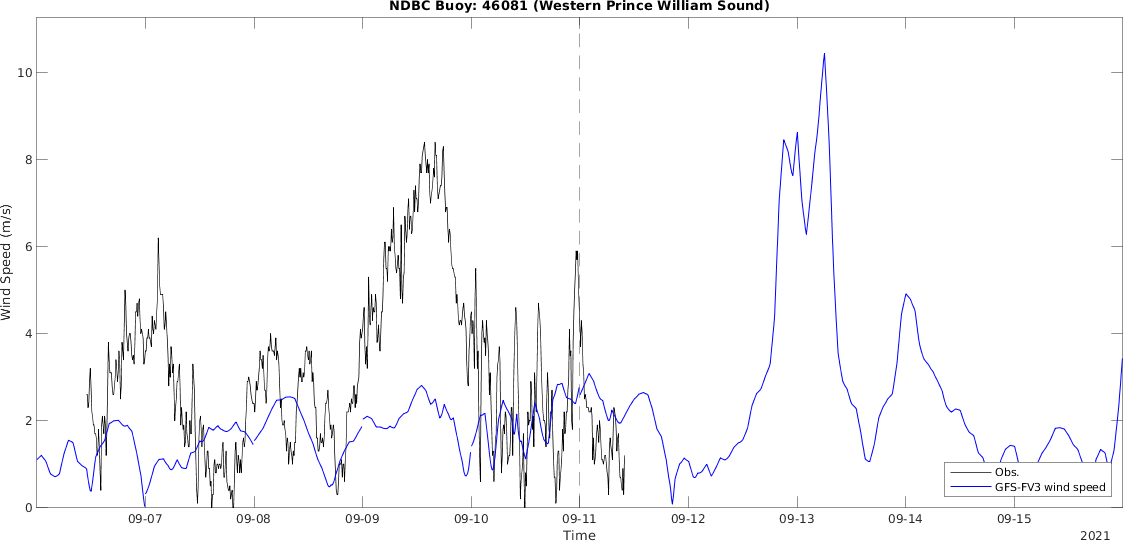 NDBC Buoy: 46081 (Western Prince William Sound)
10
8
6
4
2
0
Wind Speed (m/s)
09-07 09-08 09-09 09-10 09-11 09-12 09-13 09-14 09-15
Time
2021
Obs.
GFS-FV3 wind speed